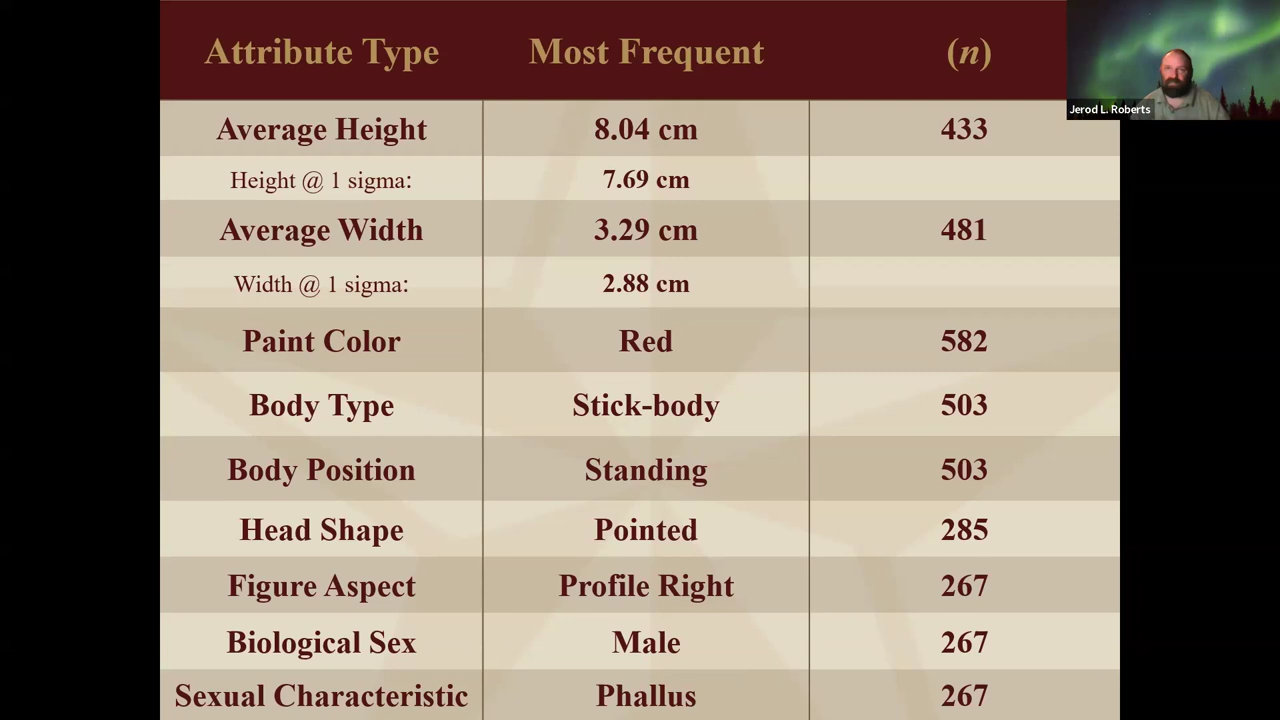 Attribute Type Most Frequent (n)
Jerod L. Roberts
Average Height 8.04 cm 433
Height @ 1 sigma: 7.69 cm
Average Width 3.29 cm 481
Width @ 1 sigma: 2.88 cm
Paint Color Red 582
Body Type Stick-body 503
Body Position Standing 503
Head Shape Pointed 285
Figure Aspect Profile Right 267
Biological Sex Male 267
Sexual Characteristic Phallus 267